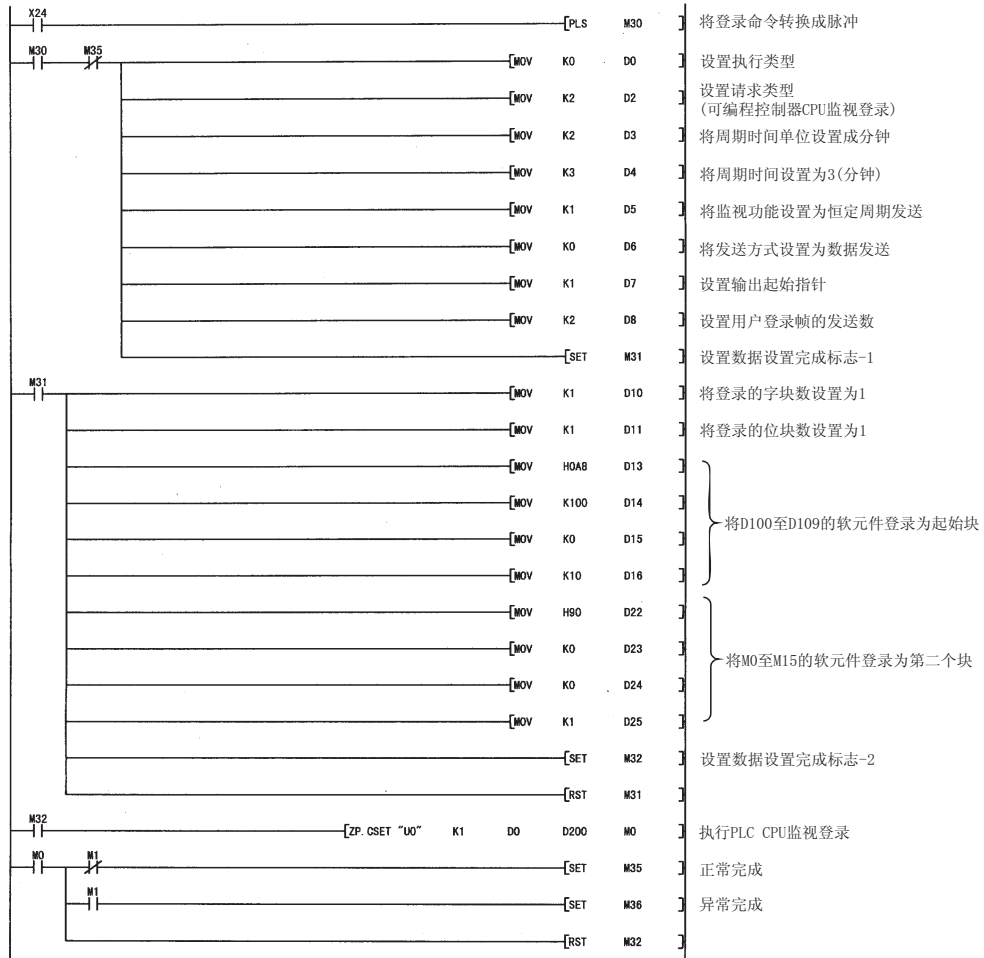 X24 [PLS M30 ] 将登录命令转换成脉冲
M30 M35 [MOV K0 D0 ] 设置执行类型
[MOV K2 D2 ] 设置请求类型
(可编程控制器CPU监视登录)
[MOV K2 D3 ] 将周期时间单位设置成分钟
[MOV K3 D4 ] 将周期时间设置为3(分钟)
[MOV K1 D5 ] 将监视功能设置为恒定周期发送
[MOV K0 D6 ] 将发送方式设置为数据发送
[MOV K1 D7 ] 设置输出起始指针
[MOV K2 D8 ] 设置用户登录帧的发送数
[SET M31 ] 设置数据设置完成标志-1
M31 [MOV K1 D10 ] 将登录的字块数设置为1
[MOV K1 D11 ] 将登录的位块数设置为1
[MOV H0A8 D13 ]
[MOV K100 D14 ]
将D100至D109的软元件登录为起始块
[MOV K0 D15 ]
[MOV K10 D16 ]
[MOV H90 D22 ]
[MOV K0 D23 ]
将M0至M15的软元件登录为第二个块
[MOV K0 D24 ]
[MOV K1 D25 ]
[SET M32 ] 设置数据设置完成标志-2
[RST M31 ]
M32 [ZP.CSET "U0" K1 D0 D200 M0 ] 执行PLC CPU监视登录
M0 M1 [SET M35 ] 正常完成
M1 [SET M36 ] 异常完成
[RST M32 ]